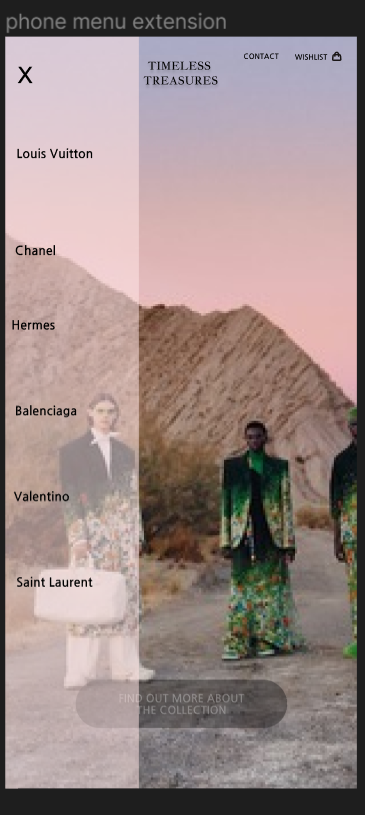 phone menu extension
X
TIMELESS
TREASURES
CONTACT
WISHLIST
Louis Vuitton
Chanel
Hermes
Balenciaga
Valentino
Saint Laurent
FIND OUT MORE ABOUT
THE COLLECTION